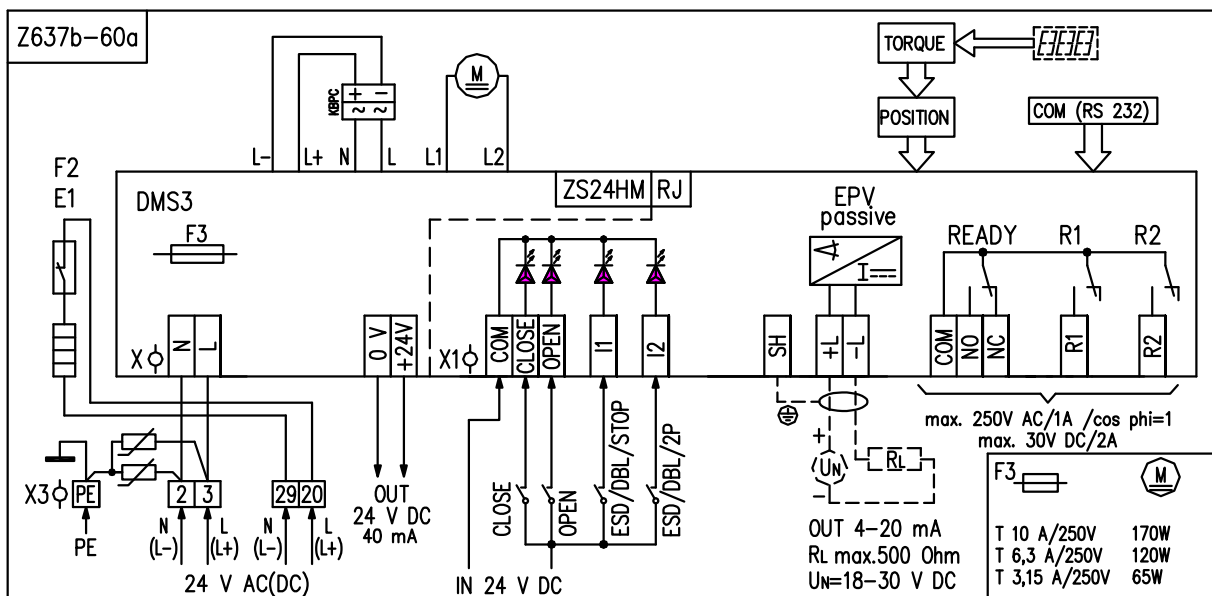 Z637b-60a
TORQUE
8888
M
POSITION
COM (RS 232)
KBPC
+ −
~ ~
L- L+ N L L1 L2
F2
E1
DMS3
F3
ZS24HM RJ
EPV
passive
I
READY R1 R2
X N L
0 V +24V
X1 COM CLOSE OPEN I1 I2
SH +L -L
COM NO NC R1 R2
max. 250V AC/1A /cos phi=1
max. 30V DC/2A
X3 PE 2 3 29 20
PE
N (L-) L (L+) N (L-) L (L+)
24 V AC(DC)
OUT
24 V DC
40 mA
CLOSE OPEN ESD/DBL/STOP ESD/DBL/2P
IN 24 V DC
+ UN − RL
OUT 4-20 mA
RL max.500 Ohm
UN=18-30 V DC
F3 M
T 10 A/250V 170W
T 6,3 A/250V 120W
T 3,15 A/250V 65W